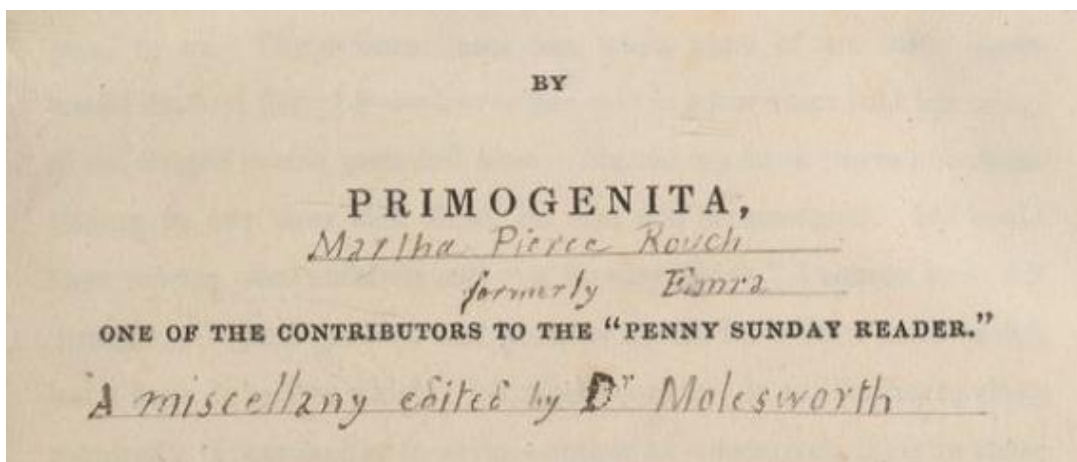 BY
PRIMOGENITA,
Martha Pierce Rouch
formerly Emra
ONE OF THE CONTRIBUTORS TO THE “PENNY SUNDAY READER.”
A miscellany edited by Dr Molesworth